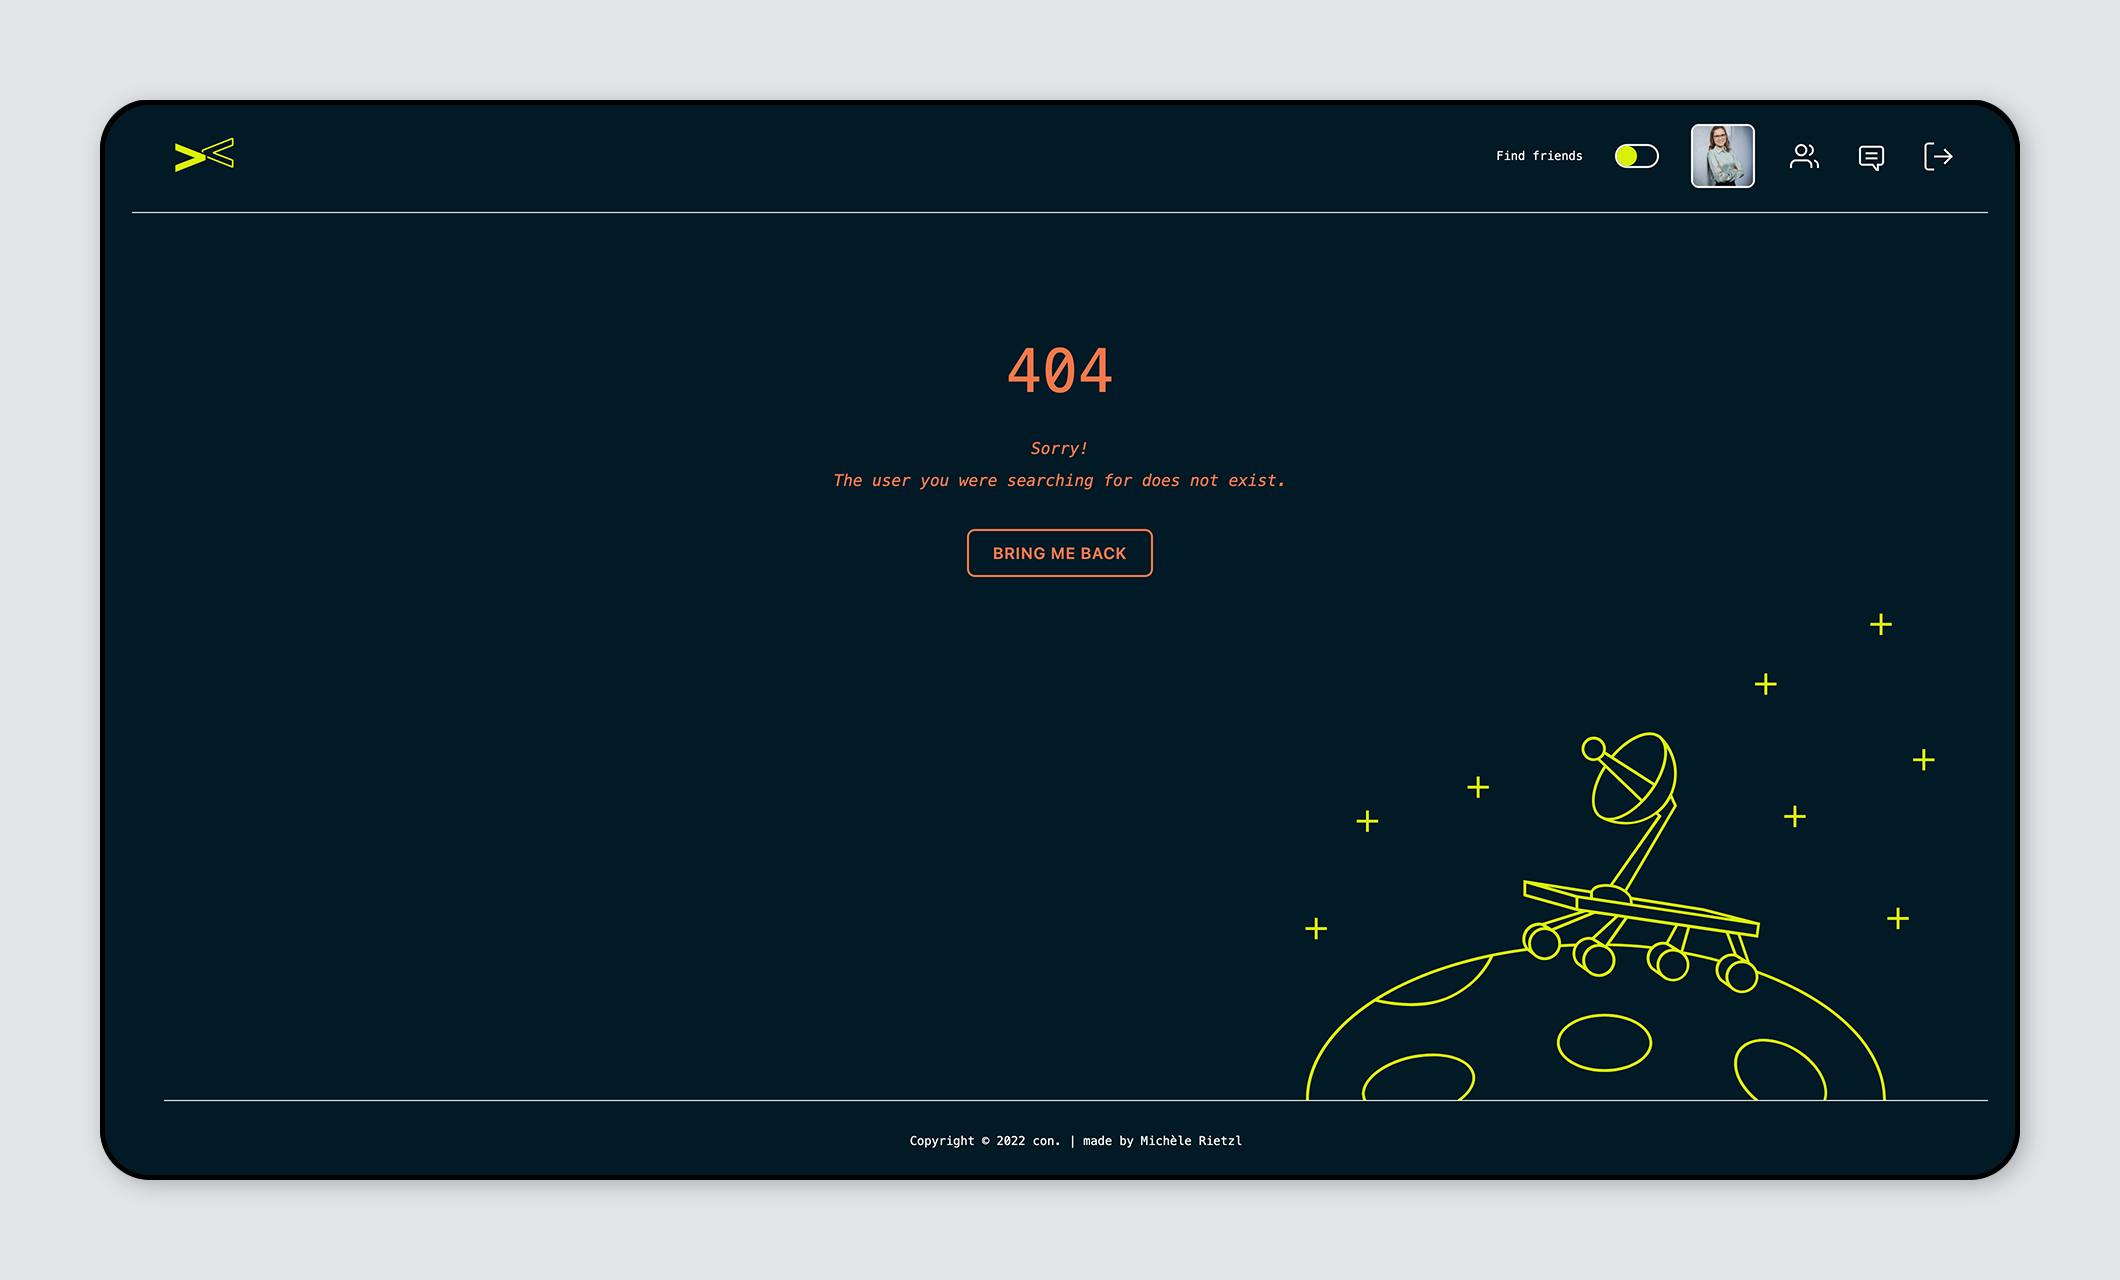 Find friends
404
Sorry!
The user you were searching for does not exist.
BRING ME BACK
Copyright © 2022 con. | made by Michèle Rietzl